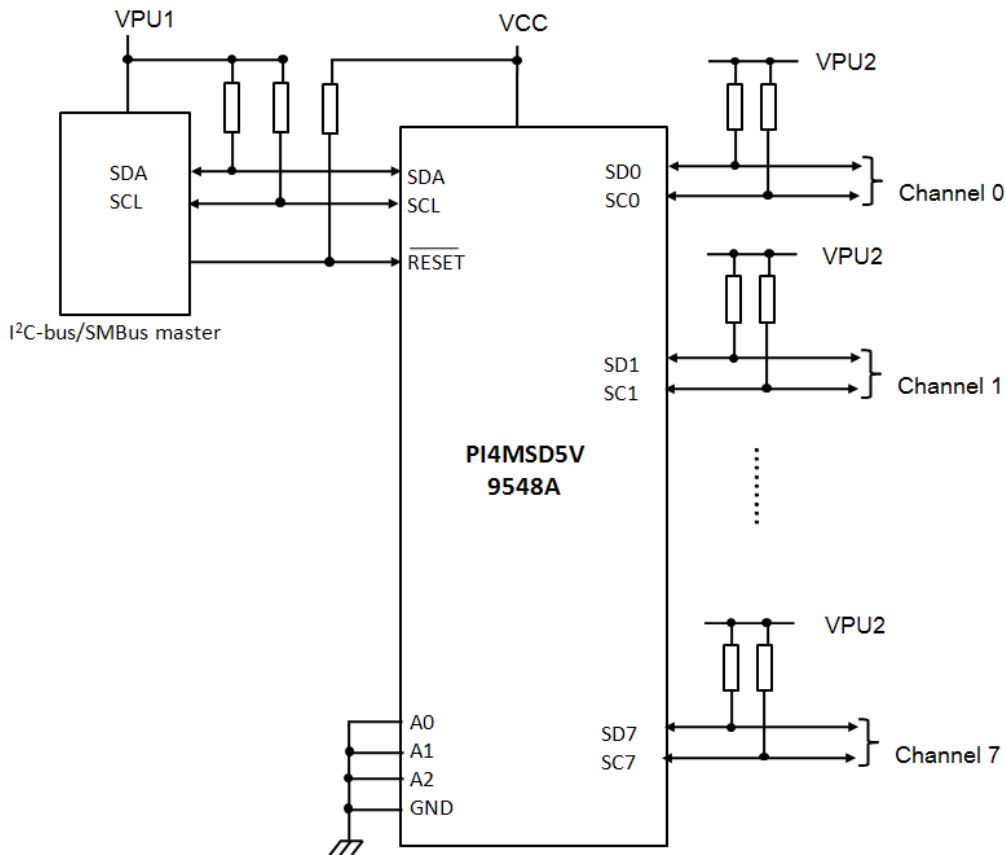 VPU1
VCC
VPU2
SDA
SCL
SDA
SCL
RESET
SD0
SC0
Channel 0
I²C-bus/SMBus master
VPU2
SD1
SC1
Channel 1
PI4MSD5V
9548A
VPU2
A0
A1
A2
GND
SD7
SC7
Channel 7